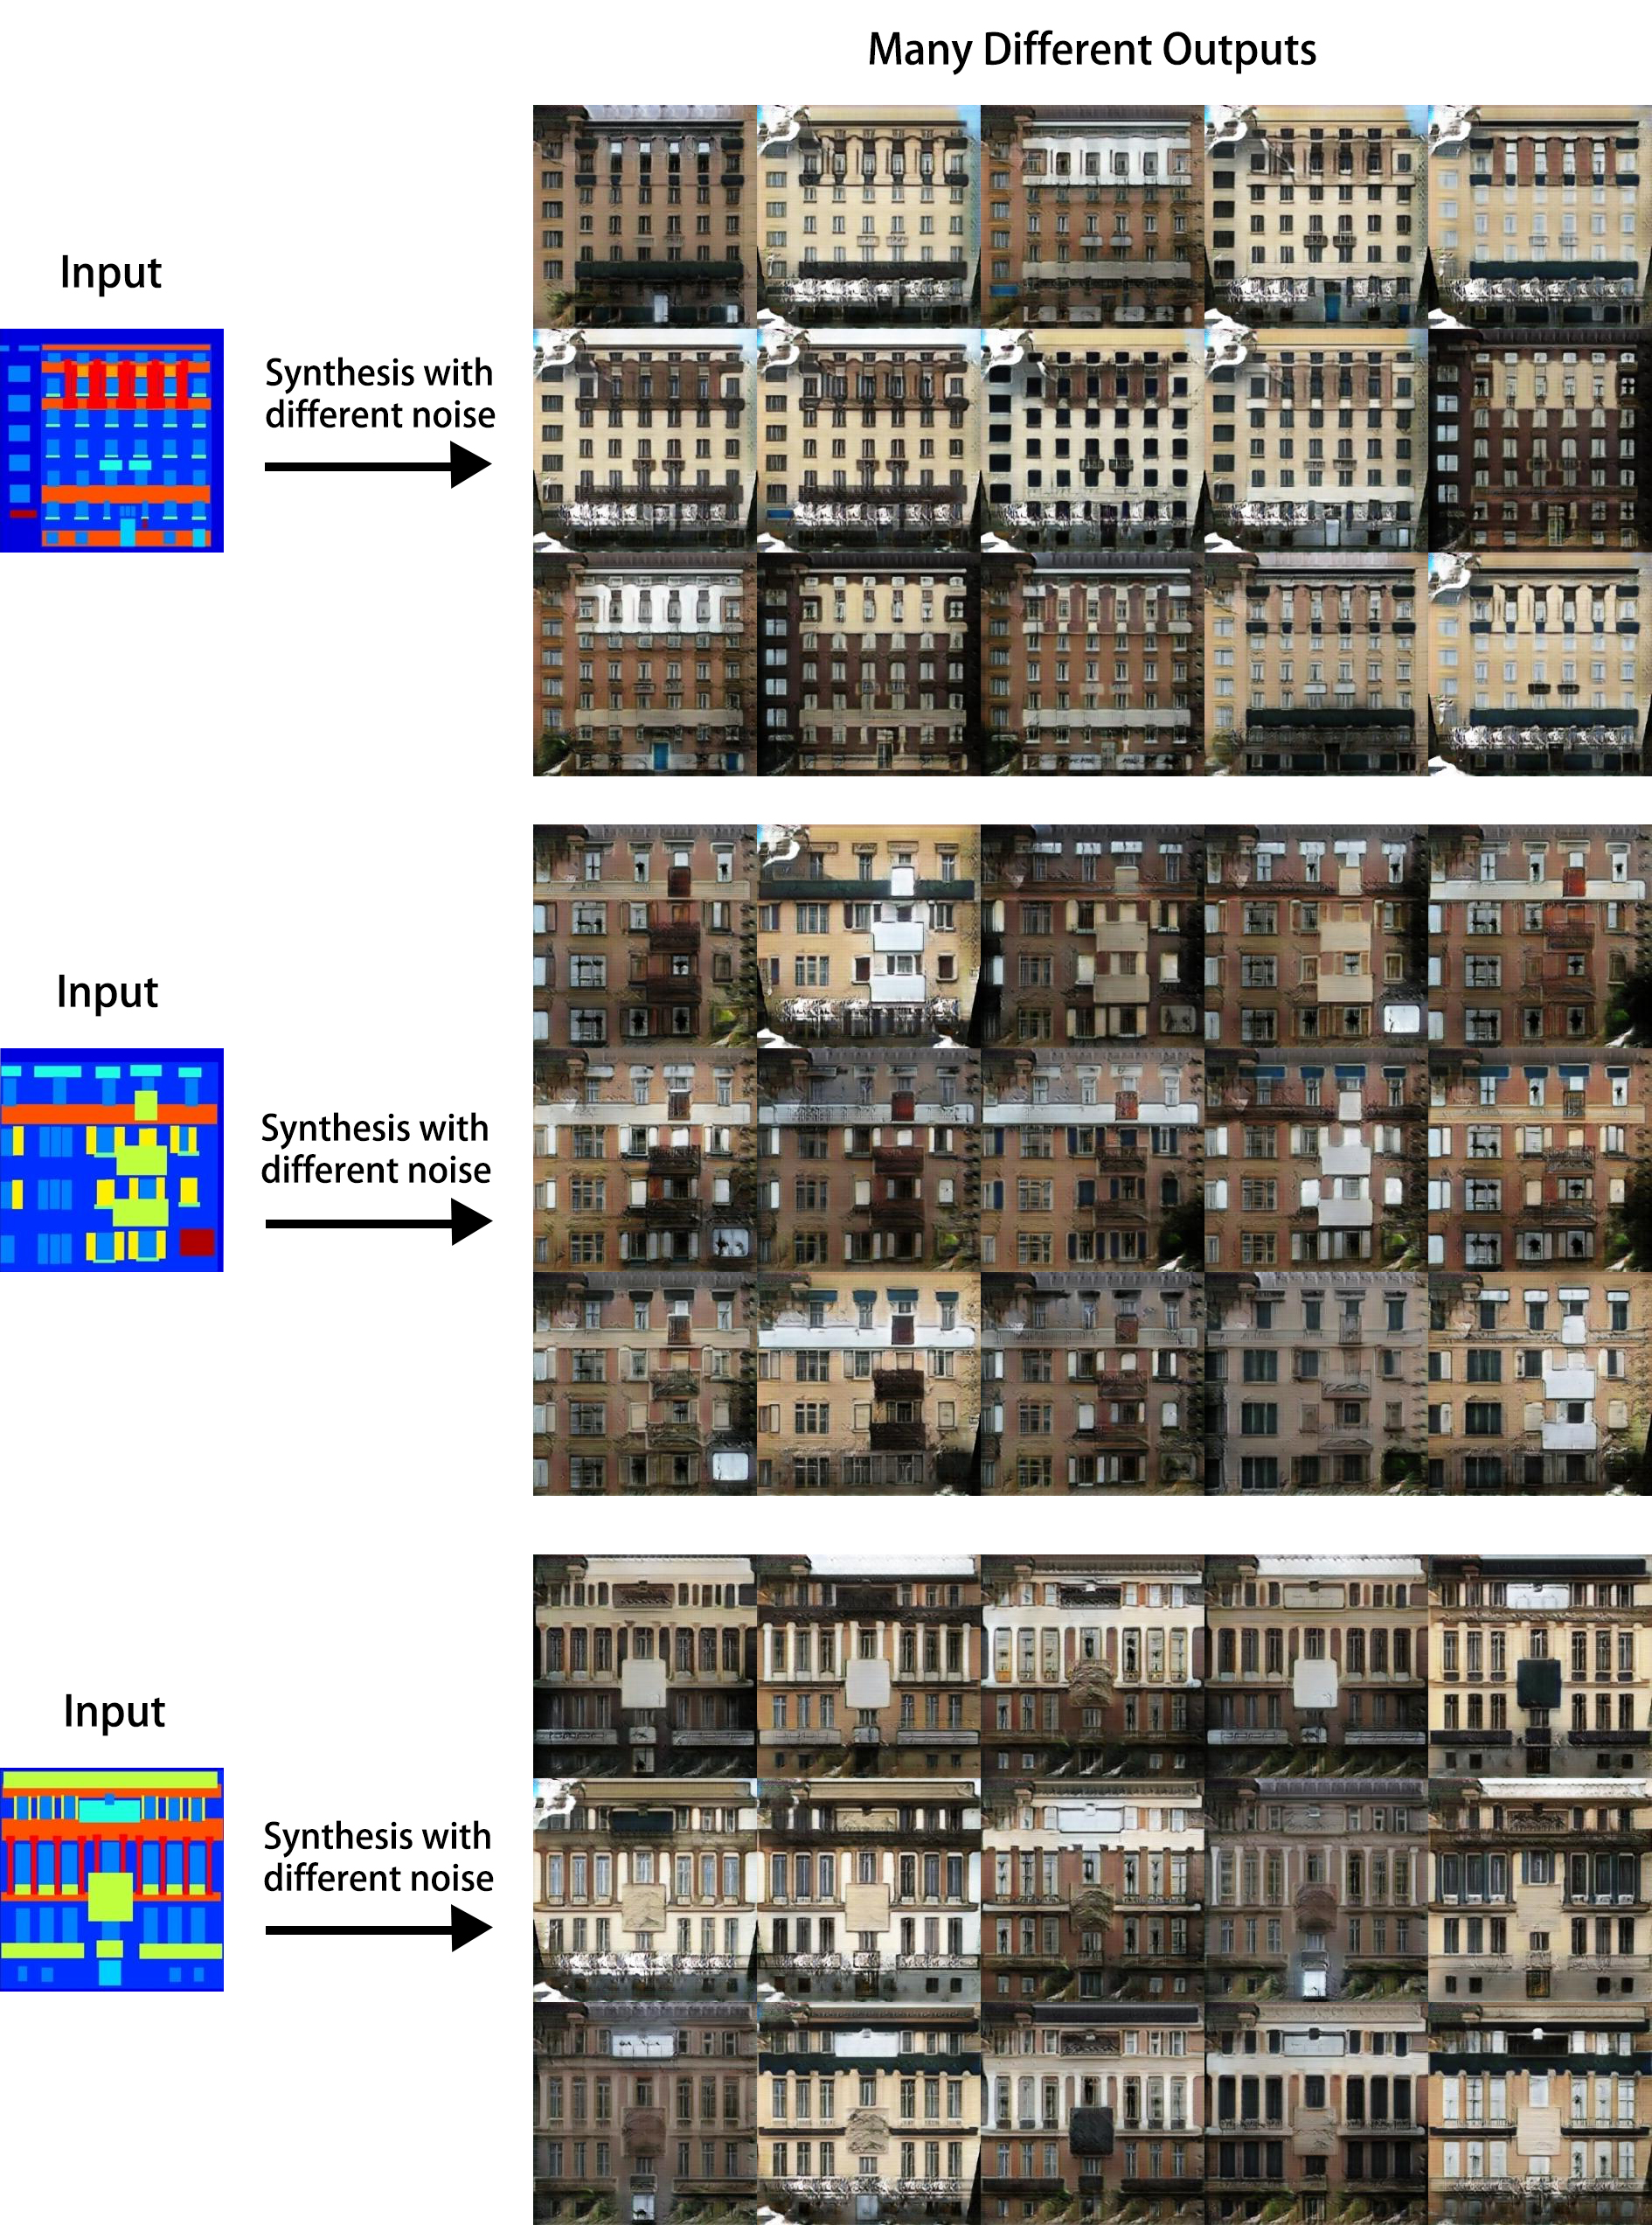 Many Different Outputs
Input
Synthesis with
different noise
Input
Synthesis with
different noise
Input
Synthesis with
different noise